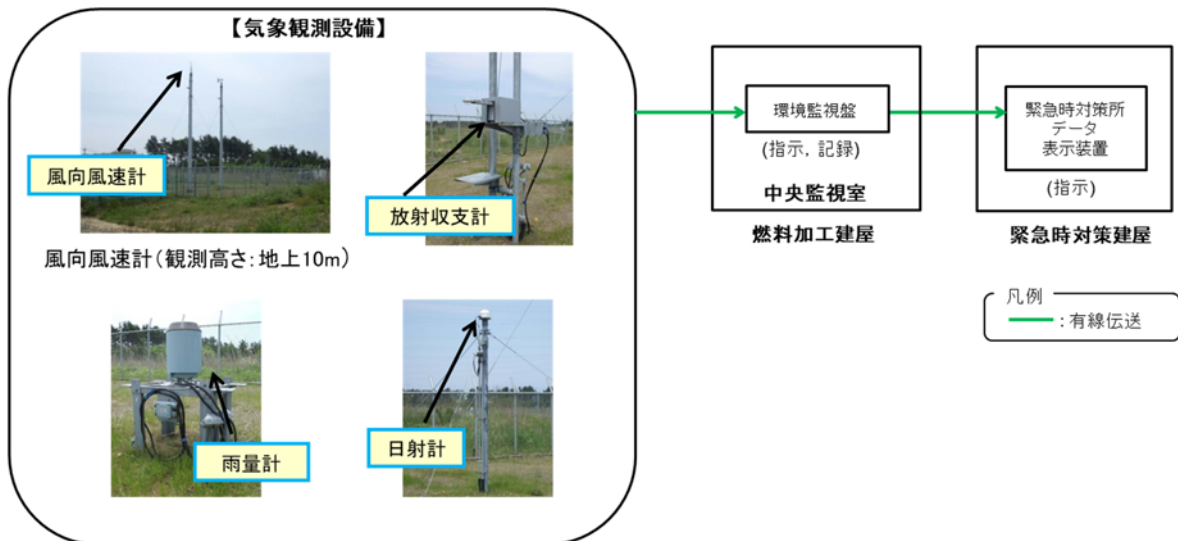 【気象観測設備】
風向風速計
放射収支計
風向風速計(観測高さ:地上10m)
雨量計
日射計
環境監視盤
(指示,記録)
中央監視室
燃料加工建屋
緊急時対策所
データ
表示装置
(指示)
緊急時対策建屋
凡例
:有線伝送